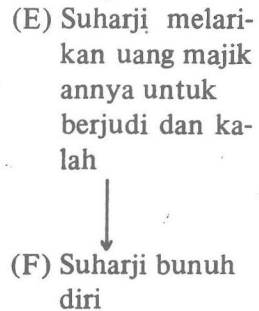 (E) Suharji melari-
kan uang majik
annya untuk
berjudi dan ka-
lah
(F) Suharji bunuh
diri